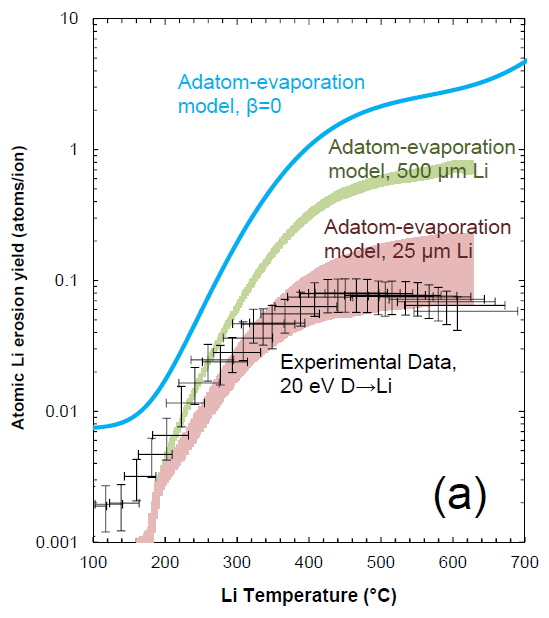 10
Adatom-evaporation
model, β=0
Adatom-evaporation
model, 500 μm Li
1
Adatom-evaporation
model, 25 μm Li
0.1
Experimental Data,
20 eV D→Li
0.01
(a)
0.001
100 200 300 400 500 600 700
Li Temperature (°C)
Atomic Li erosion yield (atoms/ion)